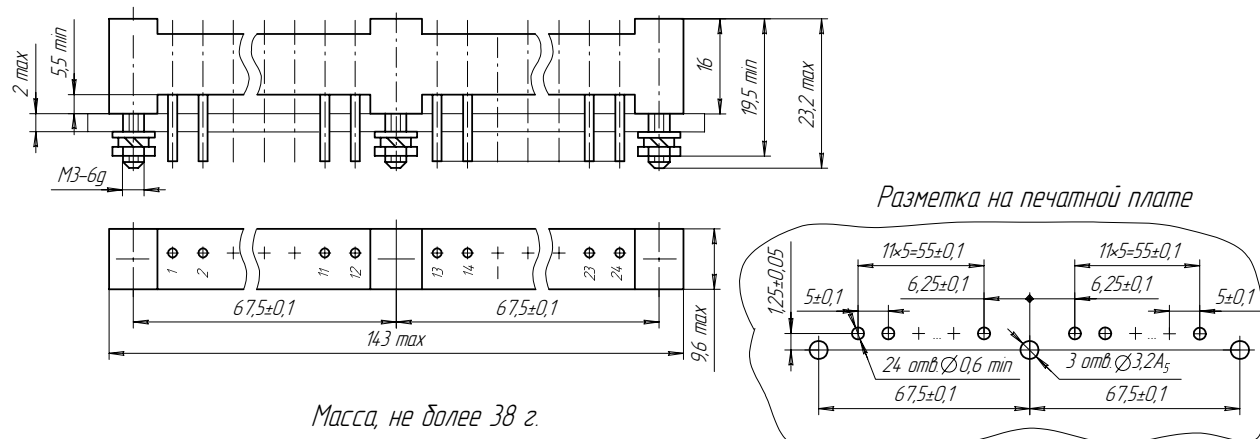 2 max
5,5 min
16
19,5 min
23,2 max
М3-6g
1
2
11
12
13
14
23
24
67,5±0,1
67,5±0,1
143 max
9,6 max
Масса, не более 38 г.
Разметка на печатной плате
11×5=55±0,1
11×5=55±0,1
1,25±0,05
5±0,1
6,25±0,1
6,25±0,1
5±0,1
...
...
24 отв.∅0,6 min
3 отв.∅3,2А₅
67,5±0,1
67,5±0,1